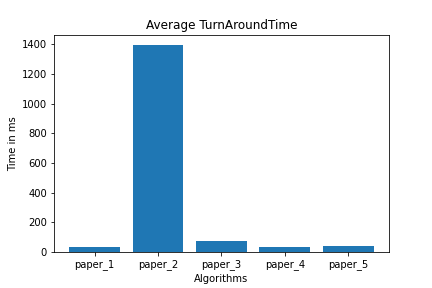 Average TurnAroundTime
1400
1200
1000
800
600
400
200
0
Time in ms
paper_1 paper_2 paper_3 paper_4 paper_5
Algorithms